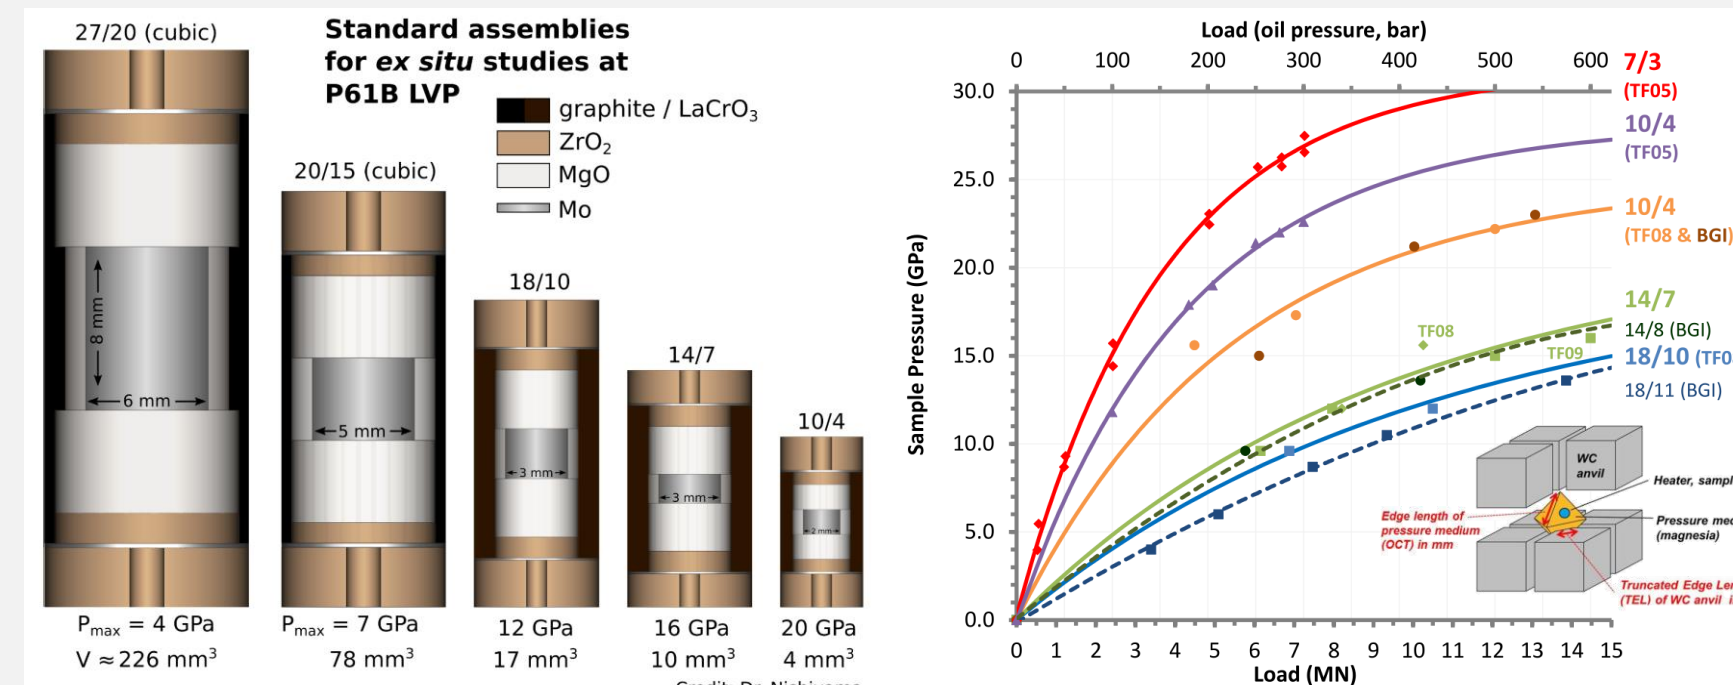 27/20 (cubic)
Standard assemblies
for ex situ studies at
P61B LVP
graphite / LaCrO₃
ZrO₂
MgO
Mo
20/15 (cubic)
18/10
14/7
10/4
8 mm
6 mm
5 mm
3 mm
3 mm
2 mm
Pmax = 4 GPa
V ≈ 226 mm³
Pmax = 7 GPa
78 mm³
12 GPa
17 mm³
16 GPa
10 mm³
20 GPa
4 mm³
Load (oil pressure, bar)
0 100 200 300 400 500 600
30.0
25.0
20.0
15.0
10.0
5.0
0.0
Sample Pressure (GPa)
0 1 2 3 4 5 6 7 8 9 10 11 12 13 14 15
Load (MN)
7/3
(TF05)
10/4
(TF05)
10/4
(TF08 & BGI)
14/7
14/8 (BGI)
18/10 (TF0
18/11 (BGI)
TF08
TF09
WC
anvil
Heater, sampl
Edge length of
pressure medium
(OCT) in mm
Pressure med
(magnesia)
Truncated Edge Len
(TEL) of WC anvil i